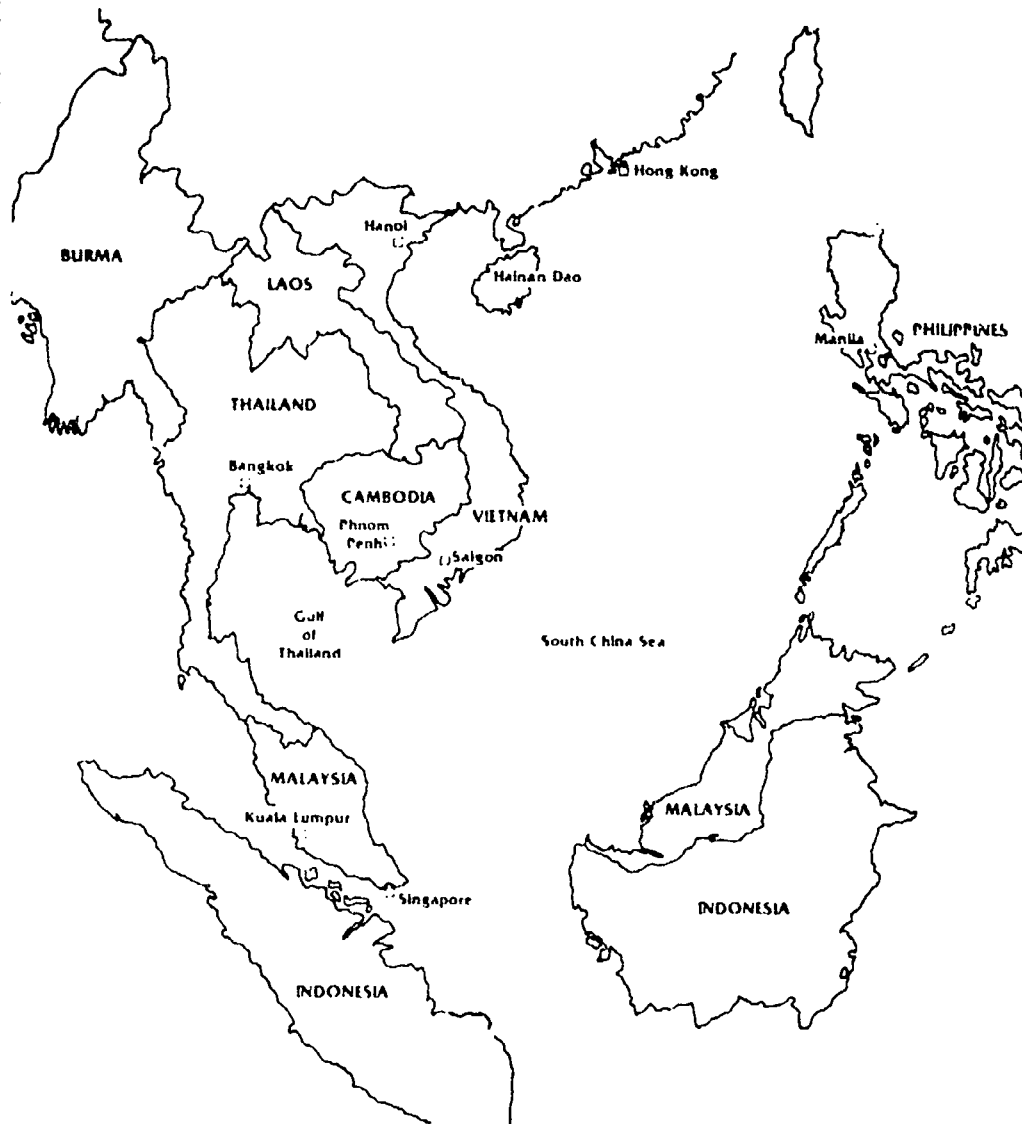 Hong Kong
Hanoi
BURMA
LAOS
Hainan Dao
PHILIPPINES
Manila
THAILAND
Bangkok
CAMBODIA
Phnom
Penh
VIETNAM
Saigon
Gulf
of
Thailand
South China Sea
MALAYSIA
Kuala Lumpur
MALAYSIA
Singapore
INDONESIA
INDONESIA